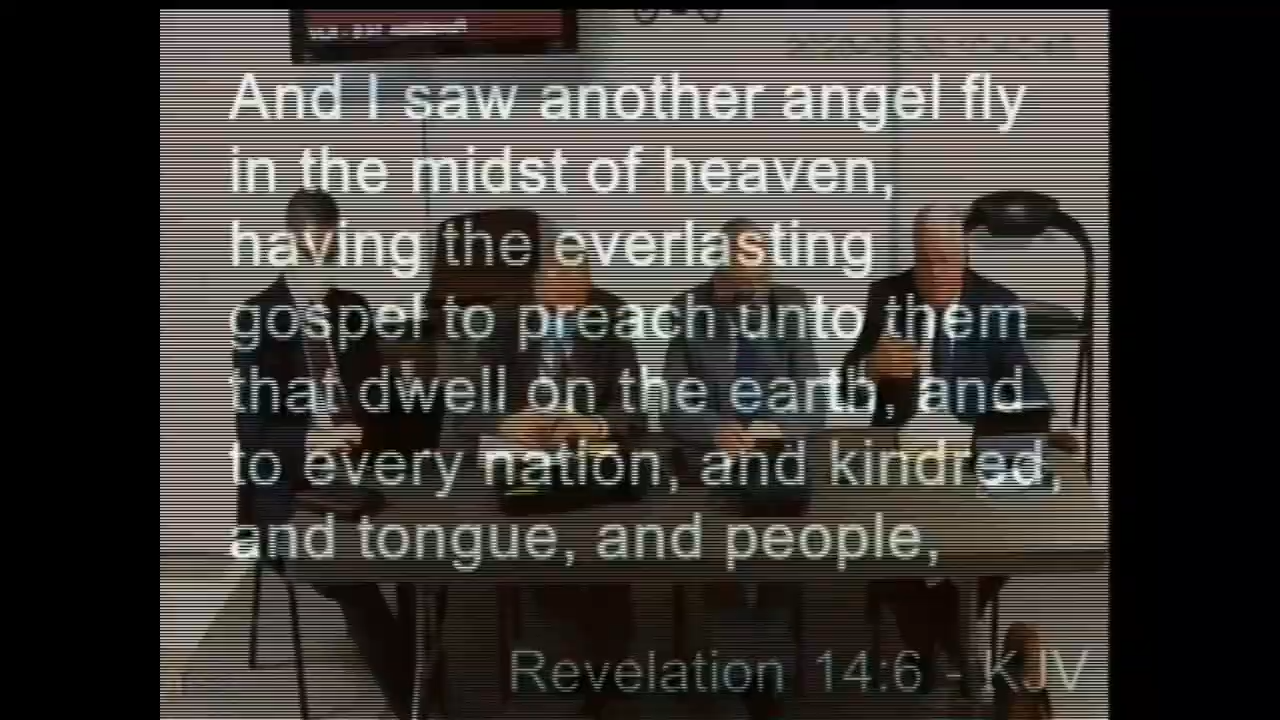 And I saw another angel fly
in the midst of heaven,
having the everlasting
gospel to preach unto them
that dwell on the earth, and
to every nation, and kindred,
and tongue, and people,
Revelation 14:6 - KJV